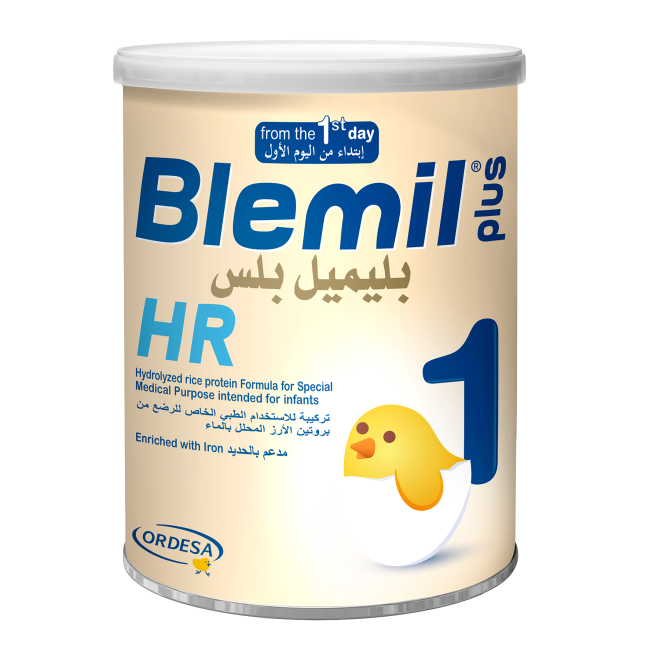 from the 1st day
إبتداء من اليوم الأول
Blemil® plus
بليميل بلس
HR
1
Hydrolyzed rice protein Formula for Special
Medical Purpose intended for infants
تركيبة للاستخدام الطبي الخاص للرضع من
بروتين الأرز المحلل بالماء
Enriched with Iron مدعم بالحديد
ORDESA